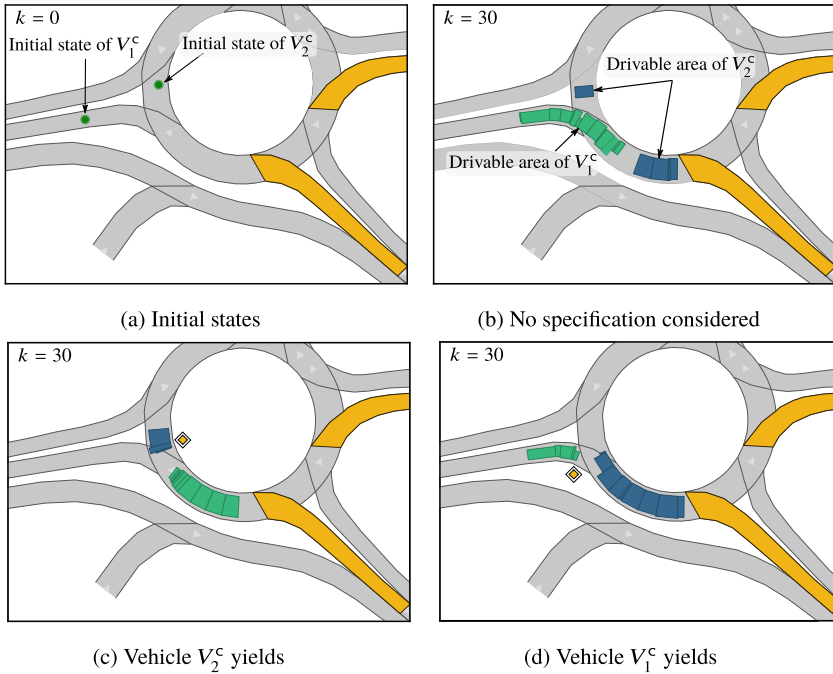 k = 0
Initial state of V₁ᶜ
Initial state of V₂ᶜ
(a) Initial states
k = 30
Drivable area of V₂ᶜ
Drivable area of V₁ᶜ
(b) No specification considered
k = 30
(c) Vehicle V₂ᶜ yields
k = 30
(d) Vehicle V₁ᶜ yields